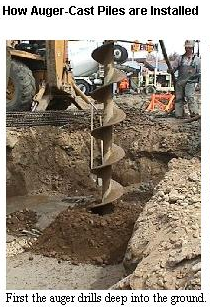 How Auger-Cast Piles are Installed
First the auger drills deep into the ground